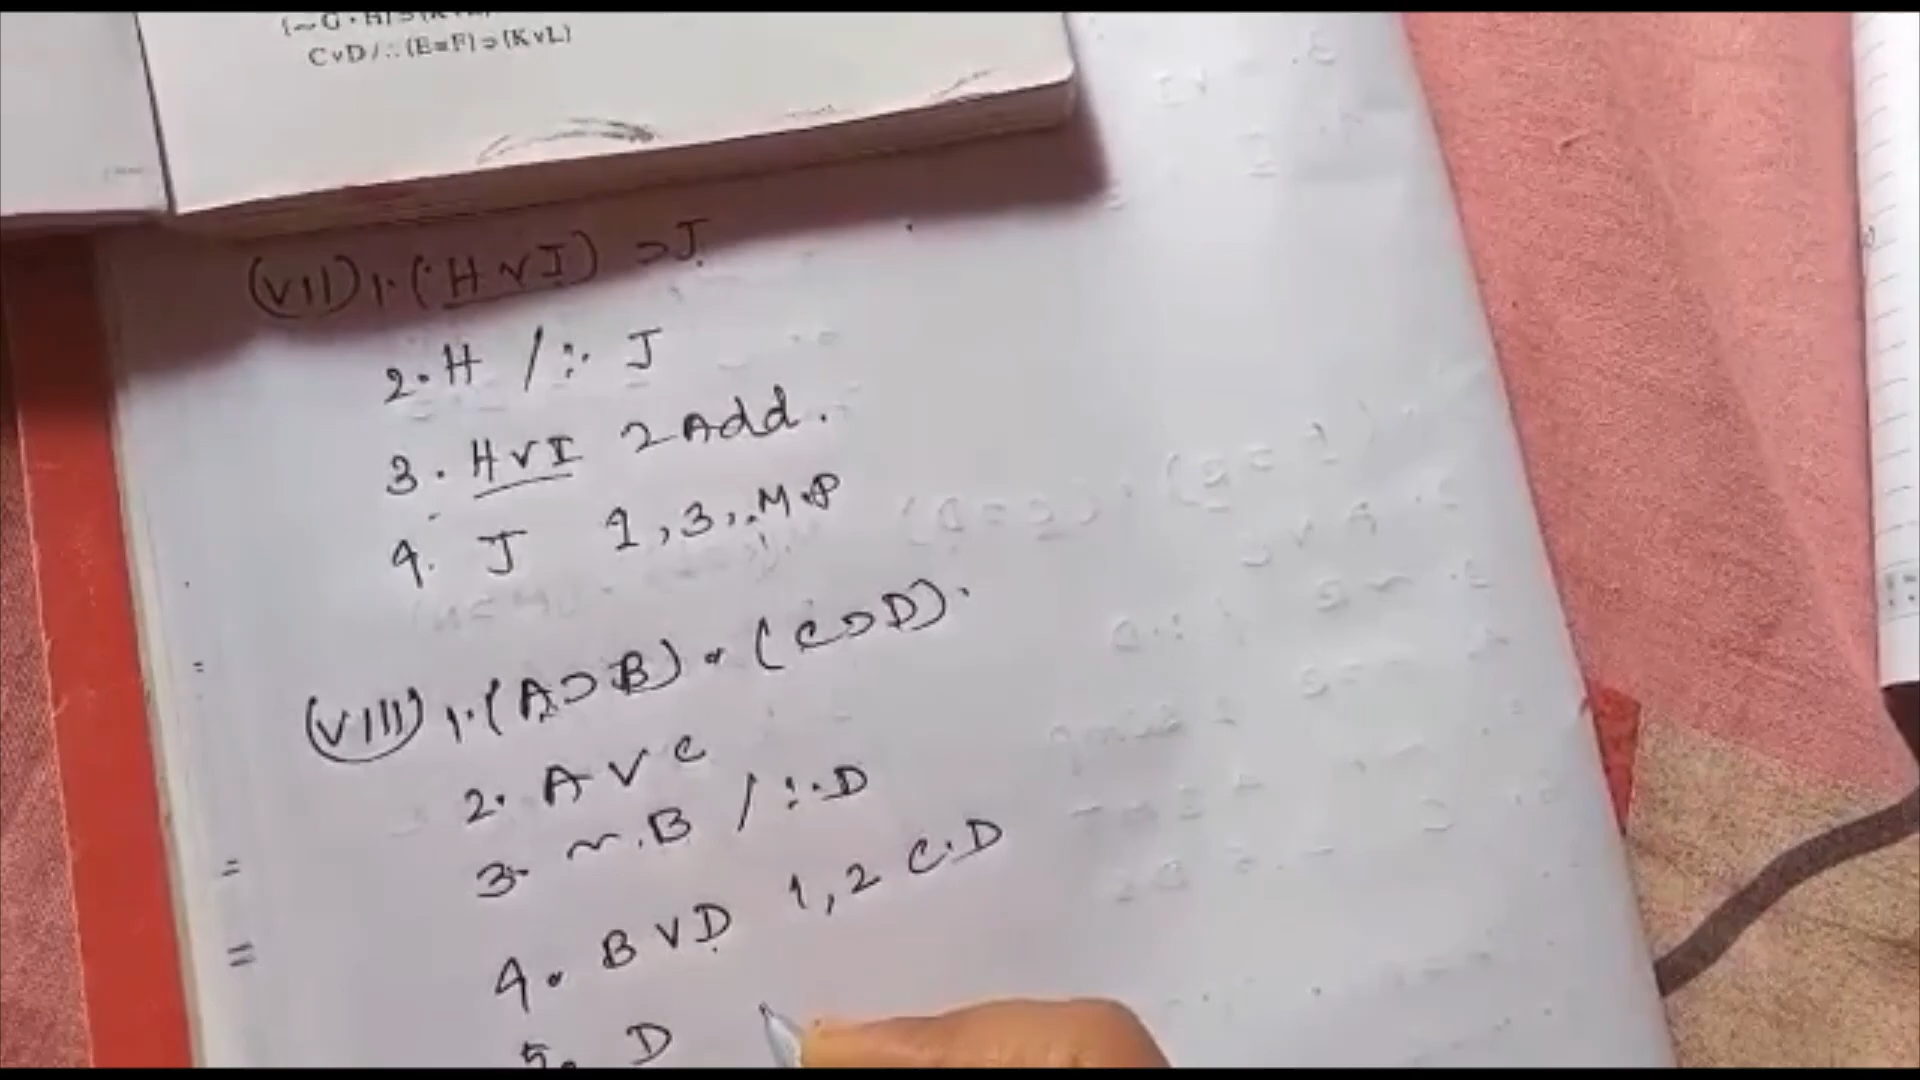 C∨D/∴(E≡F)⊃(K∨L)
(VII) 1. (H∨I) ⊃ J
2. H /∴ J
3. H∨I 2 Add.
4. J 1,3, M.P
(VIII) 1. (A⊃B) . (C⊃D).
2. A ∨ C
3. ~B /∴ D
4. B ∨ D 1,2 C.D
5. D